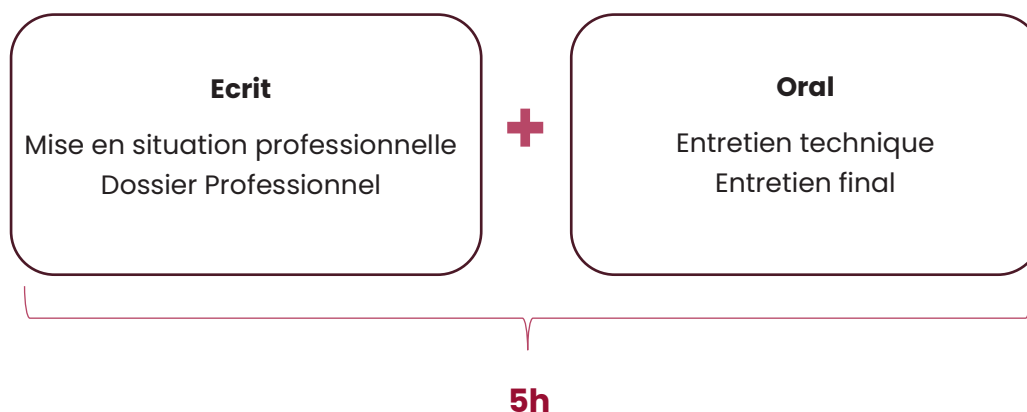 Ecrit
Mise en situation professionnelle
Dossier Professionnel
+
Oral
Entretien technique
Entretien final
5h